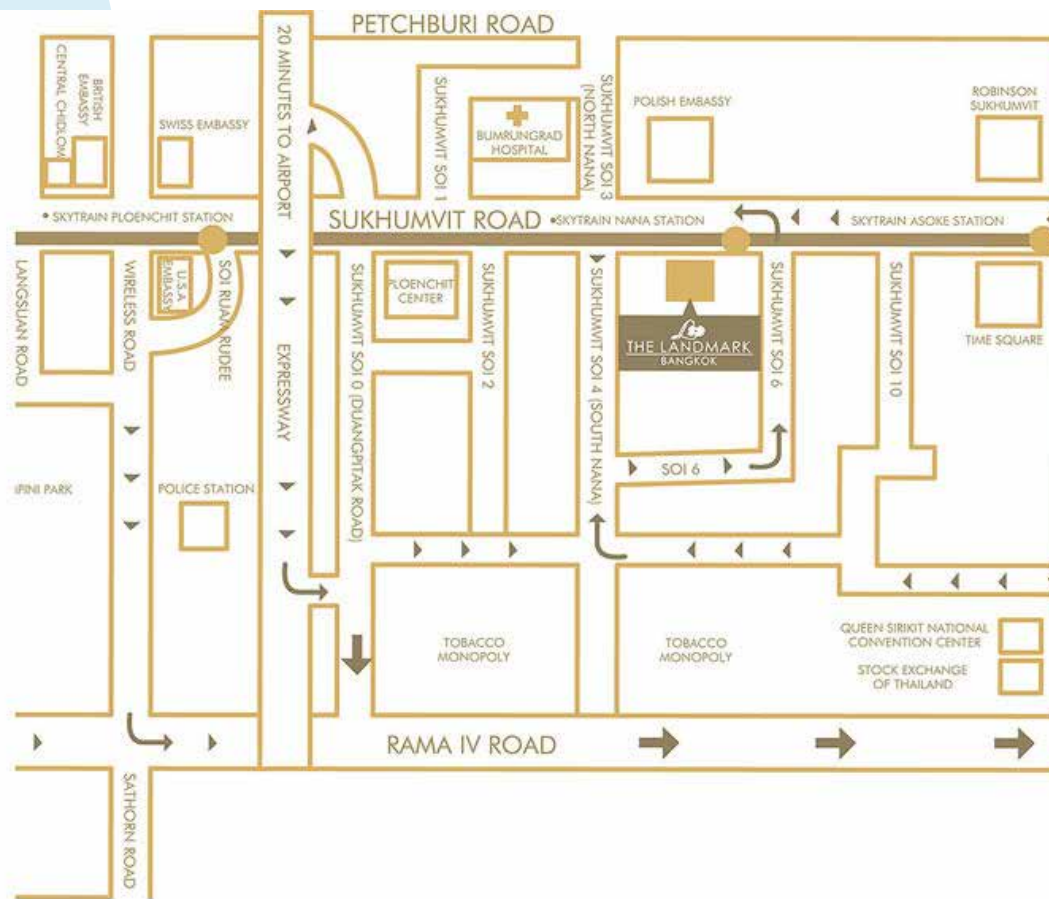 PETCHBURI ROAD
20 MINUTES TO AIRPORT
CENTRAL CHIDLOM
BRITISH
EMBASSY
SWISS EMBASSY
SUKHUMVIT SOI 1
BUMRUNGRAD
HOSPITAL
SUKHUMVIT SOI 3
(NORTH NANA)
POLISH EMBASSY
ROBINSON
SUKHUMVIT
• SKYTRAIN PLOENCHIT STATION
SUKHUMVIT ROAD
•SKYTRAIN NANA STATION
SKYTRAIN ASOKE STATION
LANGSUAN ROAD
WIRELESS ROAD
U.S.A
EMBASSY
SOI RUAM RUDEE
EXPRESSWAY
SUKHUMVIT SOI 0 (DUANGPITAK ROAD)
PLOENCHIT
CENTER
SUKHUMVIT SOI 2
SUKHUMVIT SOI 4 (SOUTH NANA)
THE LANDMARK
BANGKOK
SUKHUMVIT SOI 6
SUKHUMVIT SOI 10
TIME SQUARE
SOI 6
IPINI PARK
POLICE STATION
TOBACCO
MONOPOLY
TOBACCO
MONOPOLY
QUEEN SIRIKIT NATIONAL
CONVENTION CENTER
STOCK EXCHANGE
OF THAILAND
RAMA IV ROAD
SATHORN ROAD